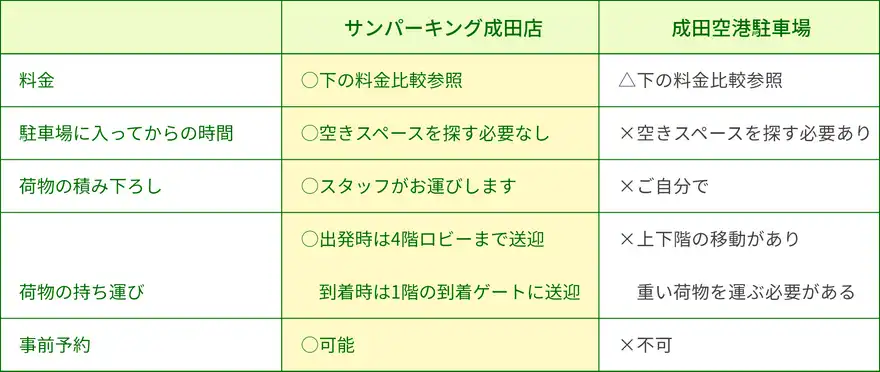 サンパーキング成田店 成田空港駐車場
料金 ○下の料金比較参照 △下の料金比較参照
駐車場に入ってからの時間 ○空きスペースを探す必要なし ×空きスペースを探す必要あり
荷物の積み下ろし ○スタッフがお運びします ×ご自分で
○出発時は4階ロビーまで送迎 ×上下階の移動があり
荷物の持ち運び 到着時は1階の到着ゲートに送迎 重い荷物を運ぶ必要がある
事前予約 ○可能 ×不可